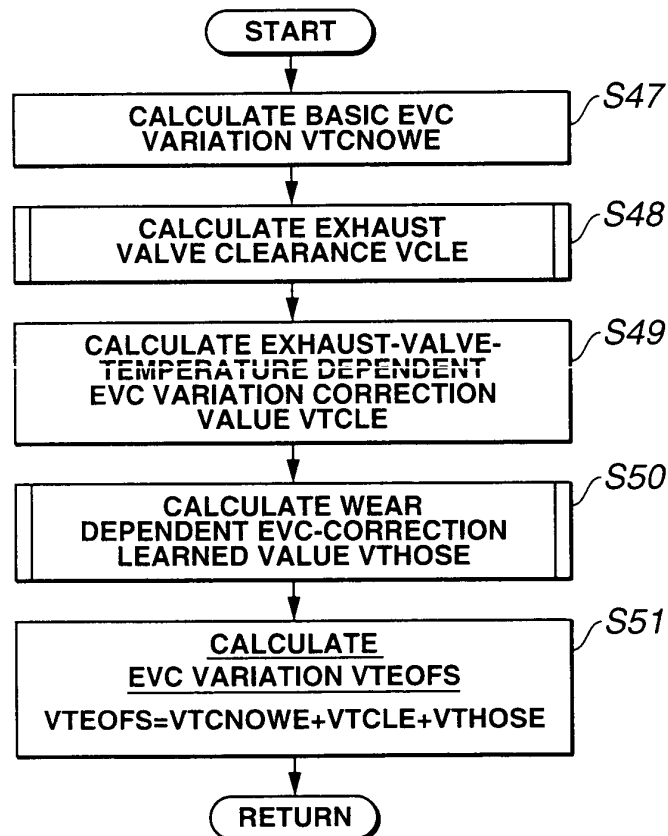 START
S47
CALCULATE BASIC EVC
VARIATION VTCNOWE
S48
CALCULATE EXHAUST
VALVE CLEARANCE VCLE
S49
CALCULATE EXHAUST-VALVE-
TEMPERATURE DEPENDENT
EVC VARIATION CORRECTION
VALUE VTCLE
S50
CALCULATE WEAR
DEPENDENT EVC-CORRECTION
LEARNED VALUE VTHOSE
S51
CALCULATE
EVC VARIATION VTEOFS
VTEOFS=VTCNOWE+VTCLE+VTHOSE
RETURN